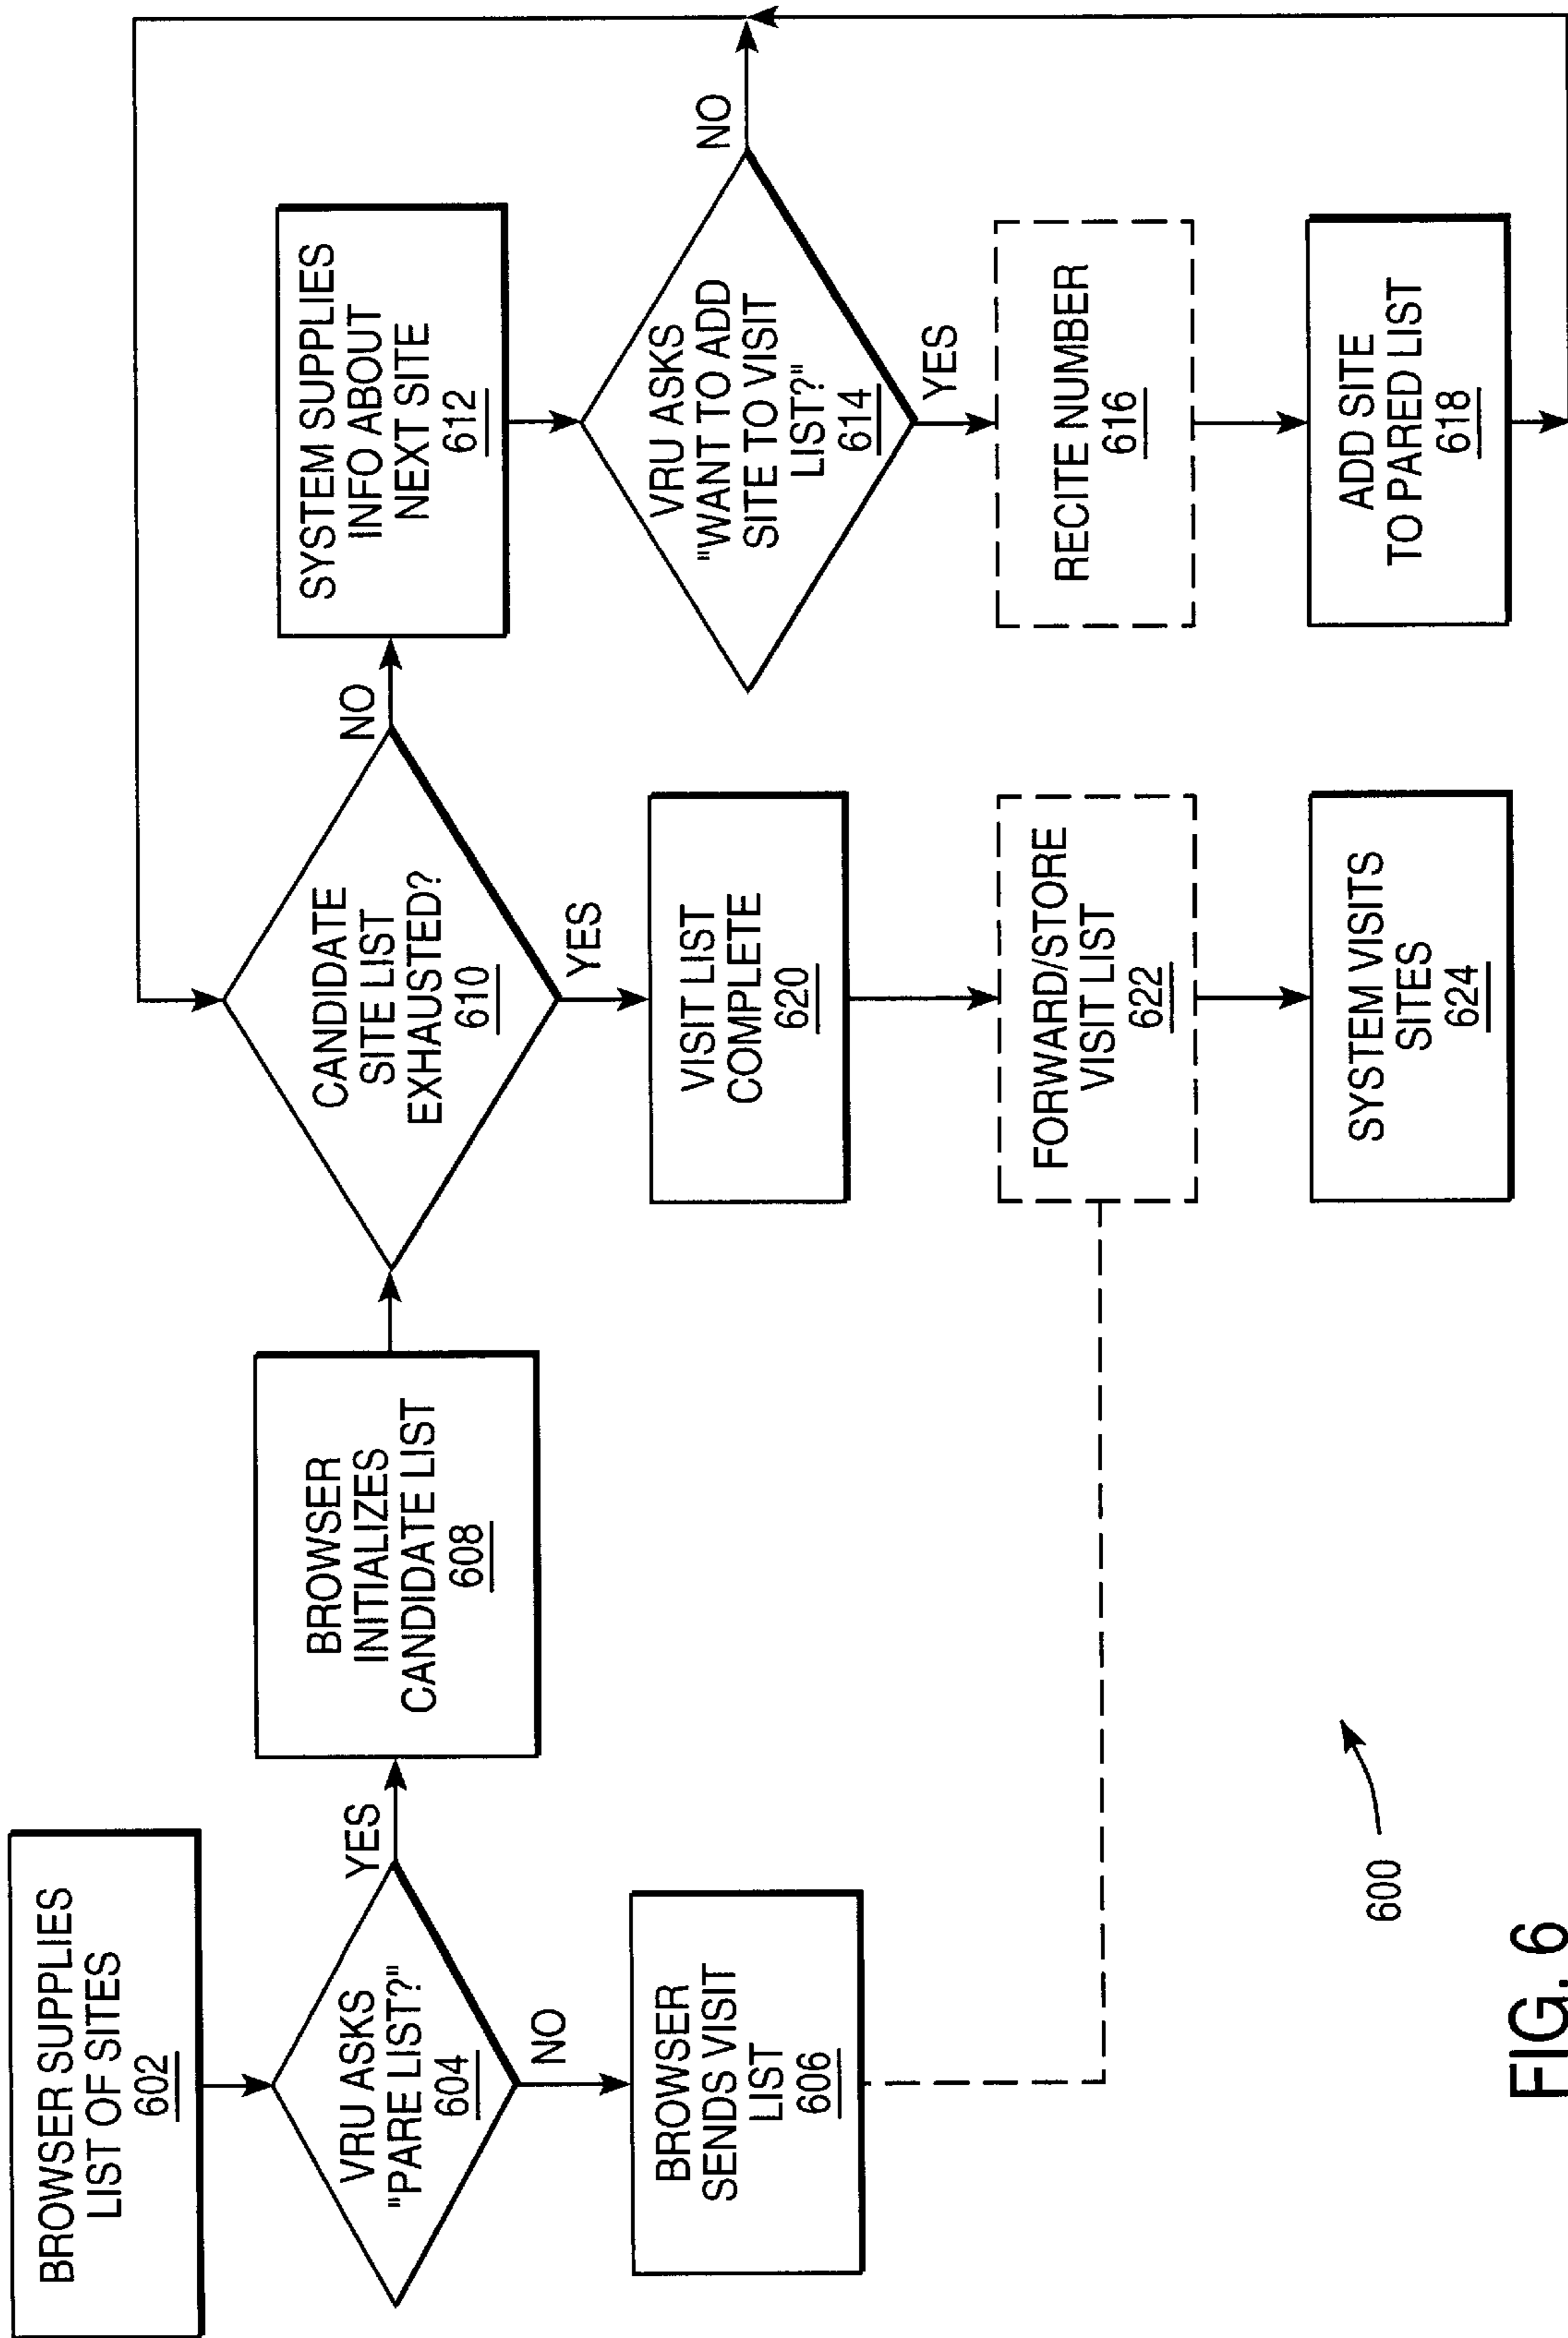 BROWSER SUPPLIES
LIST OF SITES
602
VRU ASKS
"PARE LIST?"
604
YES
NO
BROWSER
SENDS VISIT
LIST
606
BROWSER
INITIALIZES
CANDIDATE LIST
608
CANDIDATE
SITE LIST
EXHAUSTED?
610
NO
YES
SYSTEM SUPPLIES
INFO ABOUT
NEXT SITE
612
VRU ASKS
"WANT TO ADD
SITE TO VISIT
LIST?"
614
NO
YES
RECITE NUMBER
616
ADD SITE
TO PARED LIST
618
VISIT LIST
COMPLETE
620
FORWARD/STORE
VISIT LIST
622
SYSTEM VISITS
SITES
624
600
FIG. 6